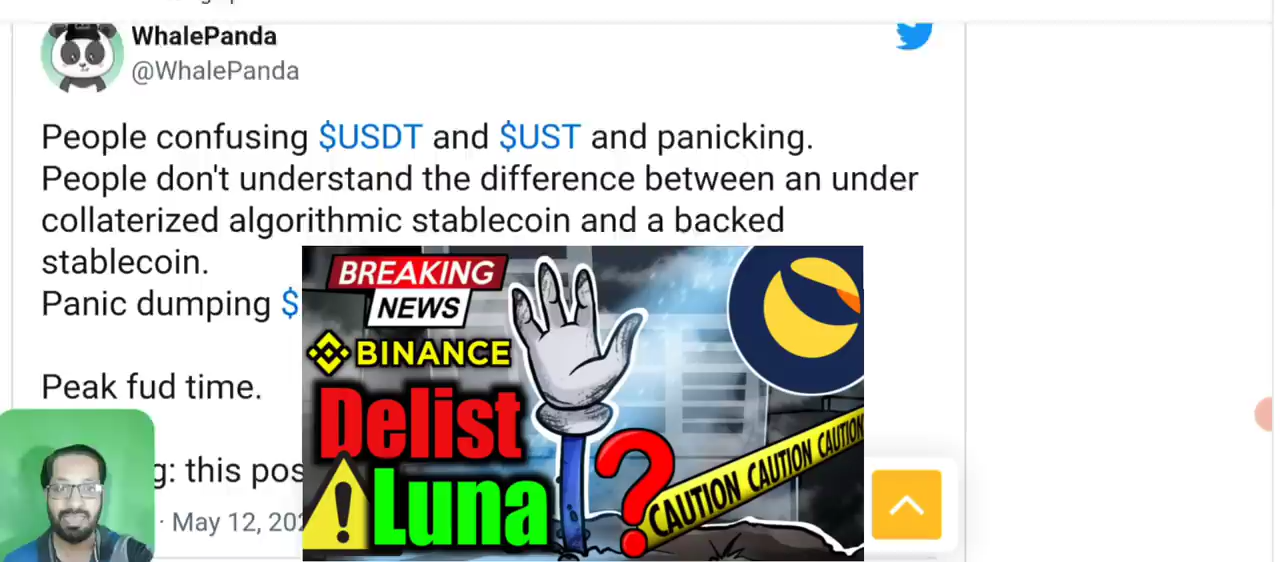 WhalePanda
@WhalePanda
People confusing $USDT and $UST and panicking.
People don't understand the difference between an under
collaterized algorithmic stablecoin and a backed
stablecoin.
Panic dumping $
Peak fud time.
g: this pos
· May 12, 202
BREAKING
NEWS
BINANCE
Delist
Luna
?
CAUTION CAUTION CAUTION